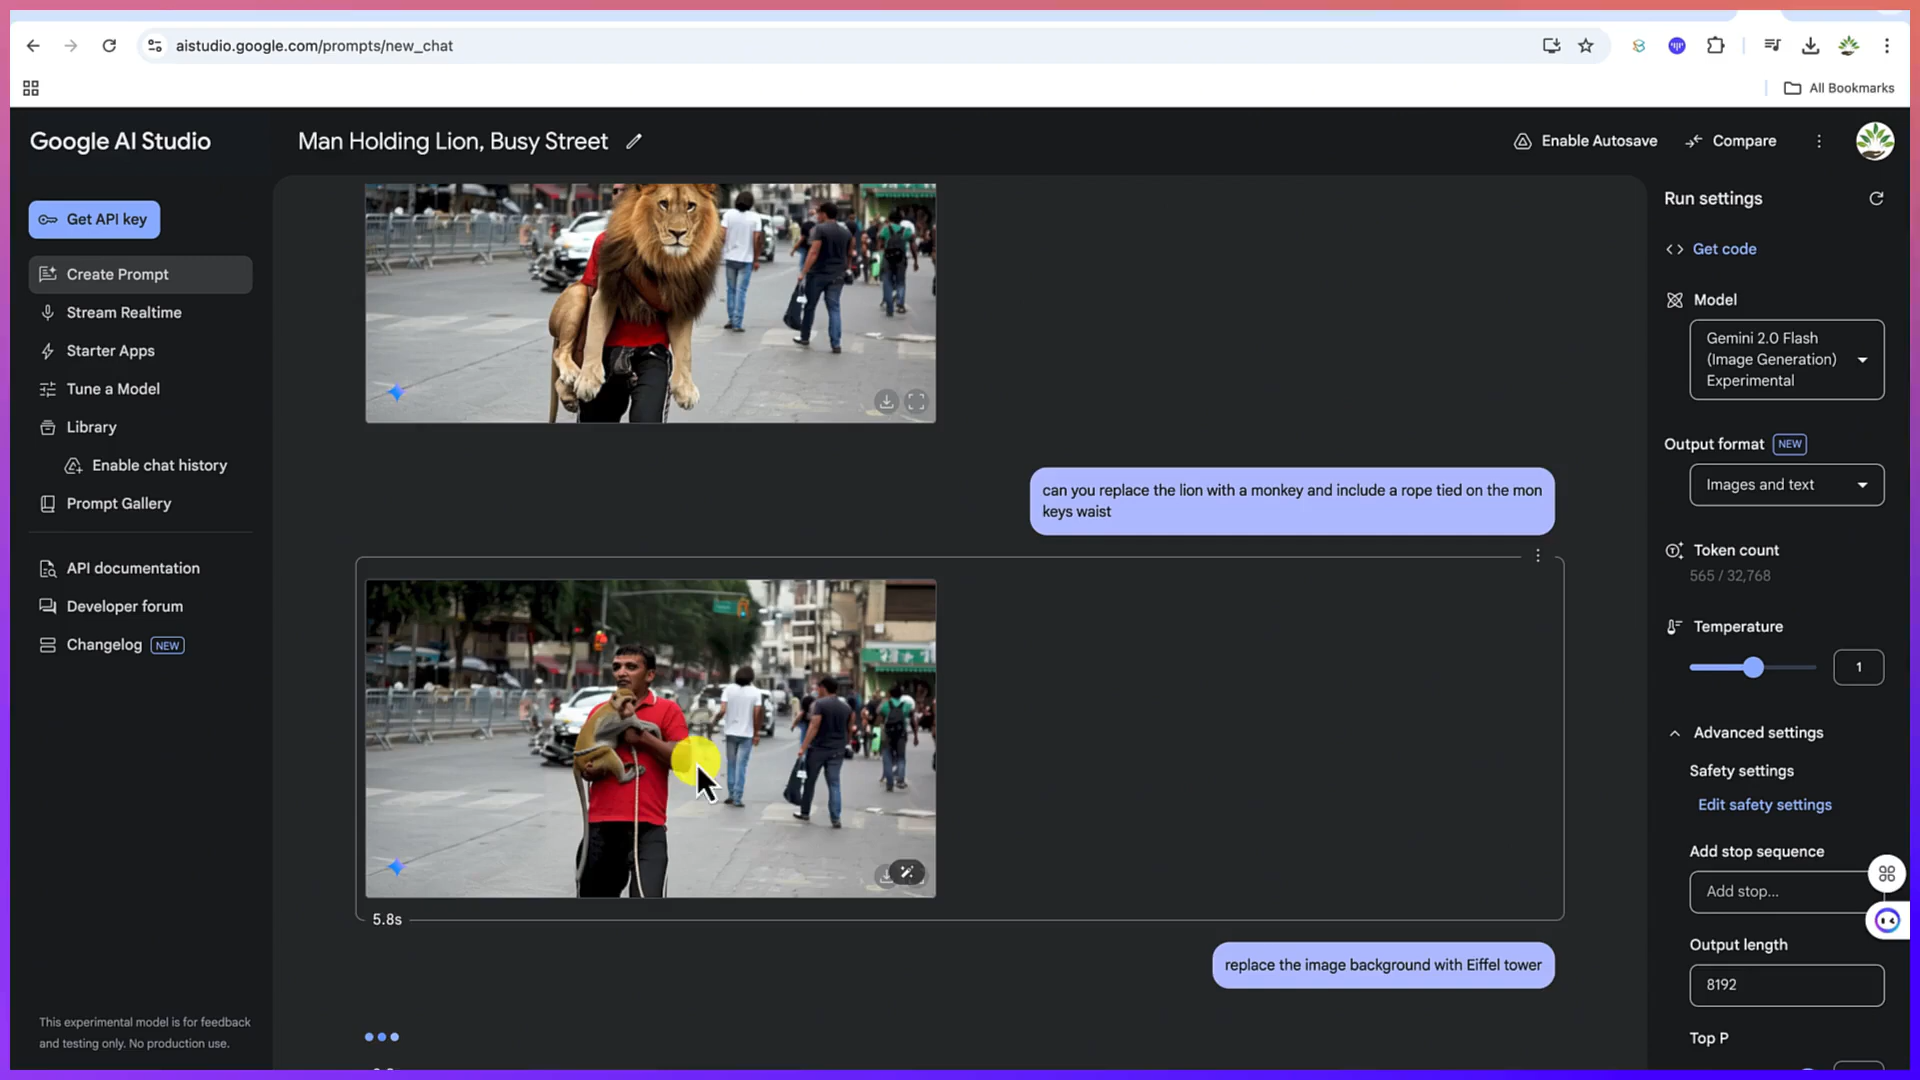 aistudio.google.com/prompts/new_chat
All Bookmarks
Google AI Studio
Man Holding Lion, Busy Street
Enable Autosave
Compare
Get API key
Create Prompt
Stream Realtime
Starter Apps
Tune a Model
Library
Enable chat history
Prompt Gallery
API documentation
Developer forum
Changelog NEW
This experimental model is for feedback
and testing only. No production use.
can you replace the lion with a monkey and include a rope tied on the mon
keys waist
5.8s
replace the image background with Eiffel tower
Run settings
Get code
Model
Gemini 2.0 Flash
(Image Generation)
Experimental
Output format NEW
Images and text
Token count
565 / 32,768
Temperature
1
Advanced settings
Safety settings
Edit safety settings
Add stop sequence
Add stop...
Output length
8192
Top P